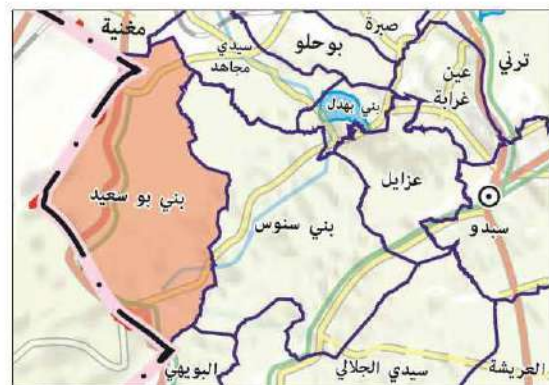 مغنية
صبرة
بوحلو
سيدي
مجاهد
ترني
عين
غرابة
بني بهدل
عزايل
بني بو سعيد
بني سنوس
سبدو
البويهي
سيدي الجلالي
العريشة